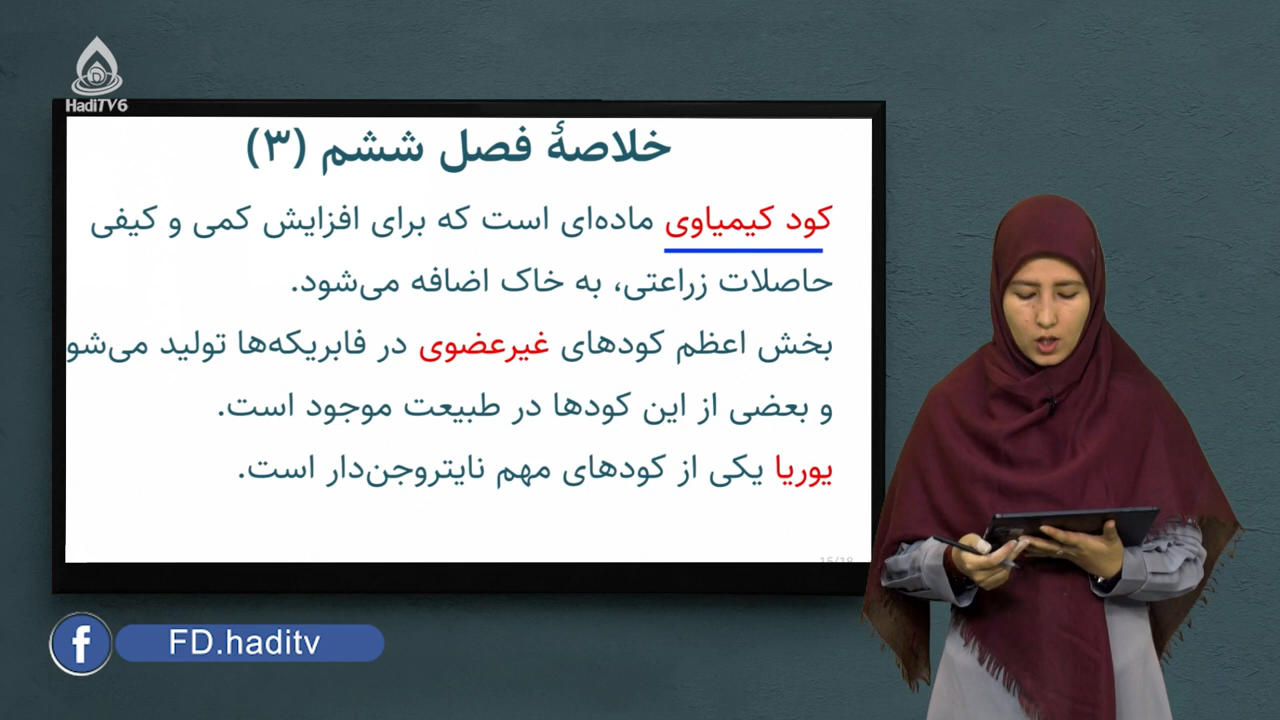 HadiTV6
خلاصهٔ فصل ششم (۳)
کود کیمیاوی ماده‌ای است که برای افزایش کمی و کیفی
حاصلات زراعتی، به خاک اضافه می‌شود.
بخش اعظم کودهای غیرعضوی در فابریکه‌ها تولید می‌شو
و بعضی از این کودها در طبیعت موجود است.
یوریا یکی از کودهای مهم نایتروجن‌دار است.
15/18
f FD.haditv